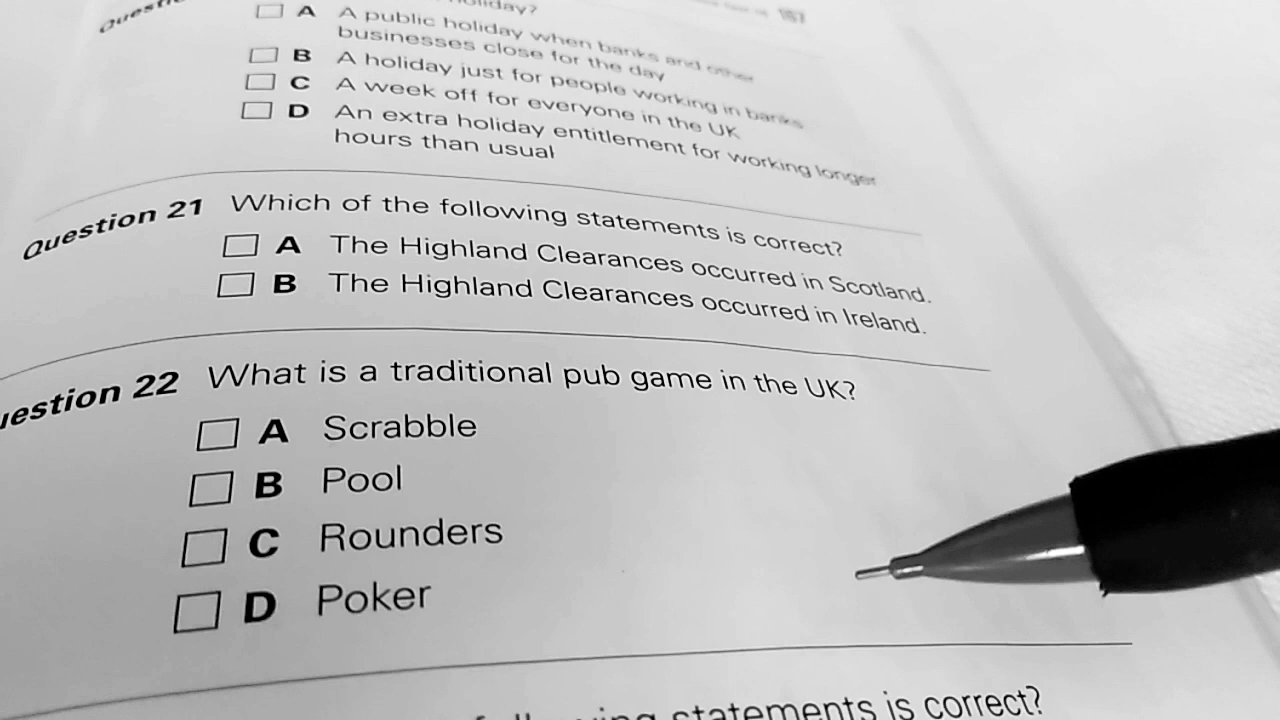 holiday?
A A public holiday when banks and other
businesses close for the day
B A holiday just for people working in banks
C A week off for everyone in the UK
D An extra holiday entitlement for working longer
hours than usual
Question 21 Which of the following statements is correct?
A The Highland Clearances occurred in Scotland.
B The Highland Clearances occurred in Ireland.
uestion 22 What is a traditional pub game in the UK?
A Scrabble
B Pool
C Rounders
D Poker
following statements is correct?